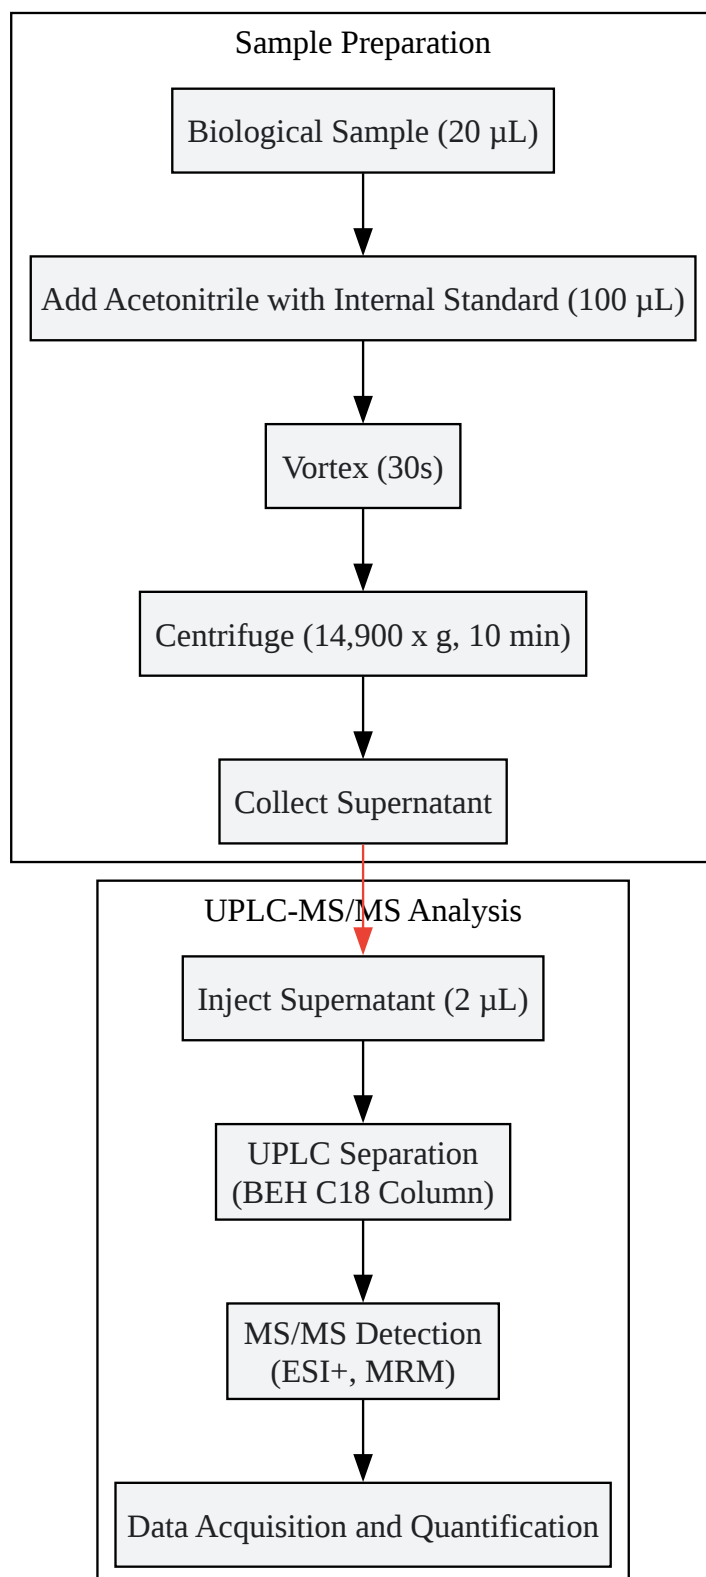 Sample Preparation
Biological Sample (20 µL)
Add Acetonitrile with Internal Standard (100 µL)
Vortex (30s)
Centrifuge (14,900 x g, 10 min)
Collect Supernatant
UPLC-MS/MS Analysis
Inject Supernatant (2 µL)
UPLC Separation
(BEH C18 Column)
MS/MS Detection
(ESI+, MRM)
Data Acquisition and Quantification